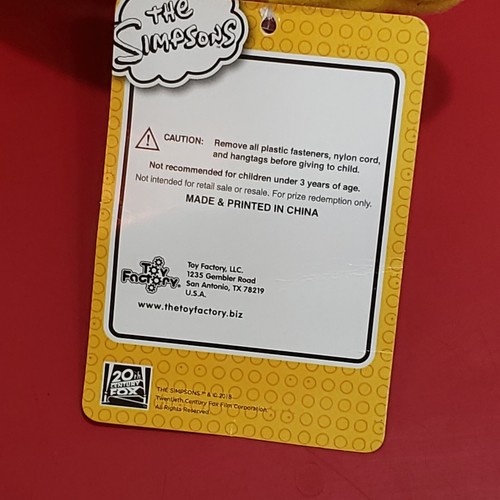 THE
SIMPSONS
CAUTION: Remove all plastic fasteners, nylon cord,
and hangtags before giving to child.
Not recommended for children under 3 years of age.
Not intended for retail sale or resale. For prize redemption only.
MADE & PRINTED IN CHINA
Toy
Factory
Toy Factory, LLC.
1235 Gembler Road
San Antonio, TX 78219
U.S.A.
www.thetoyfactory.biz
20th
CENTURY
FOX
THE SIMPSONS ™ & © 2018
Twentieth Century Fox Film Corporation
All Rights Reserved